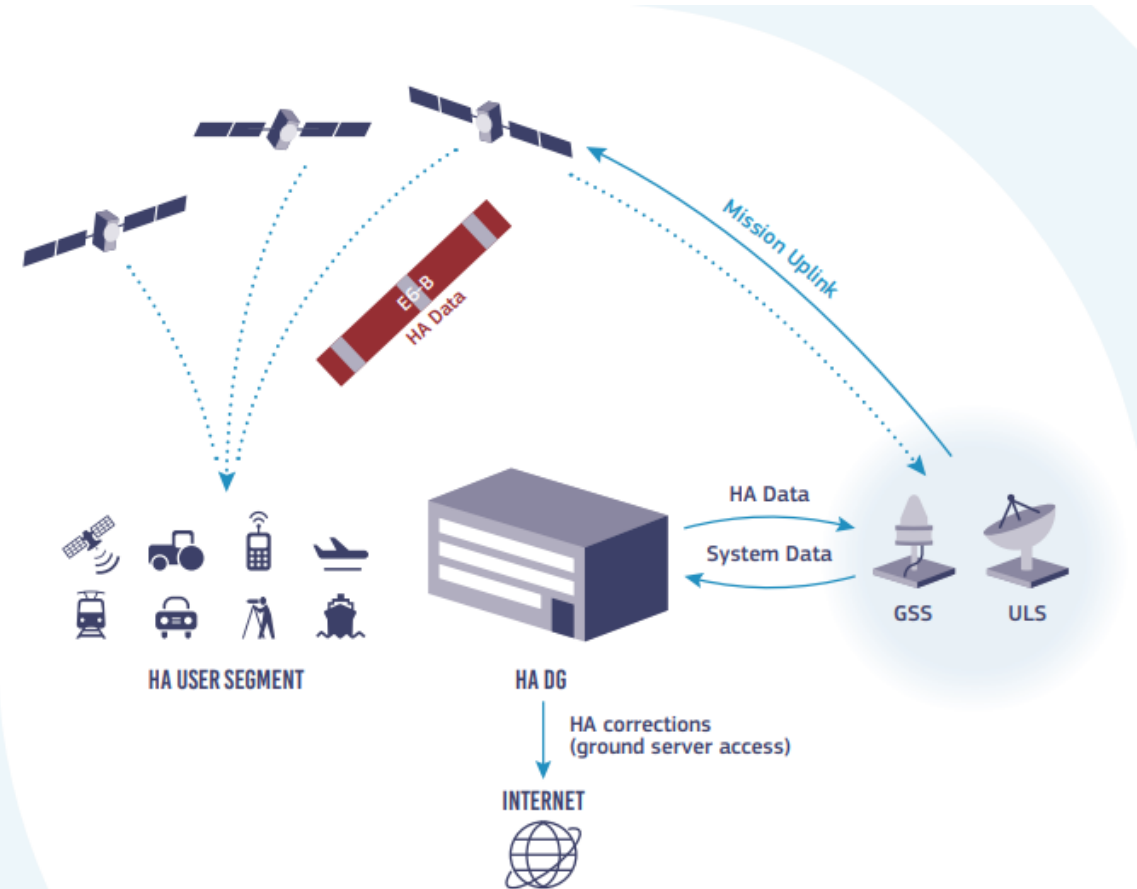 Mission Uplink
E6-B
HA Data
HA Data
System Data
GSS
ULS
HA USER SEGMENT
HA DG
HA corrections
(ground server access)
INTERNET